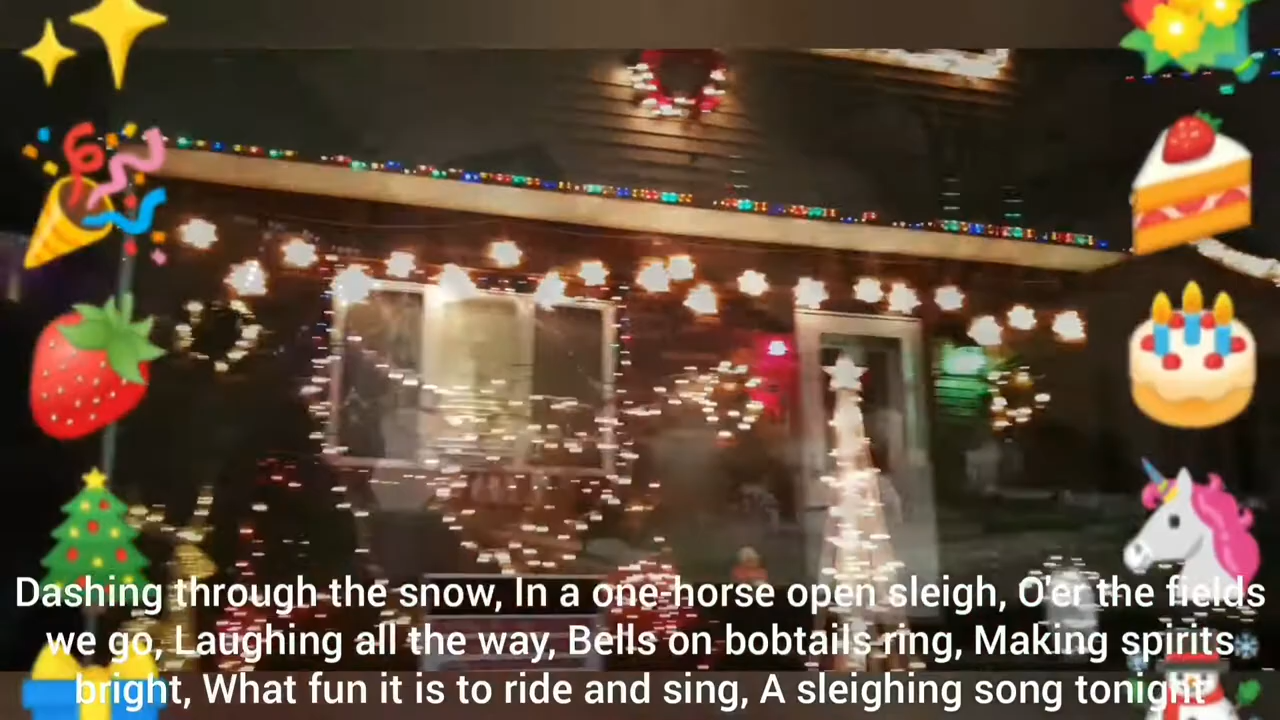 Dashing through the snow, In a one-horse open sleigh, O'er the fields
we go, Laughing all the way, Bells on bobtails ring, Making spirits
bright, What fun it is to ride and sing, A sleighing song tonight